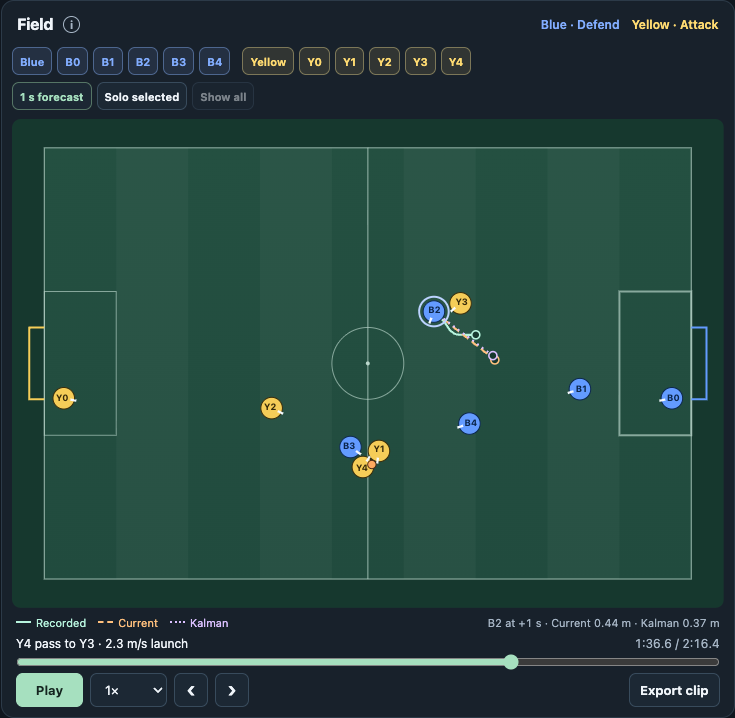 Field i Blue · Defend Yellow · Attack
Blue B0 B1 B2 B3 B4 Yellow Y0 Y1 Y2 Y3 Y4
1 s forecast Solo selected Show all
B2 Y3
B1
Y0 B0
Y2
B4
B3 Y1
Y4
Recorded Current Kalman B2 at +1 s · Current 0.44 m · Kalman 0.37 m
Y4 pass to Y3 · 2.3 m/s launch 1:36.6 / 2:16.4
Play 1× ‹ › Export clip